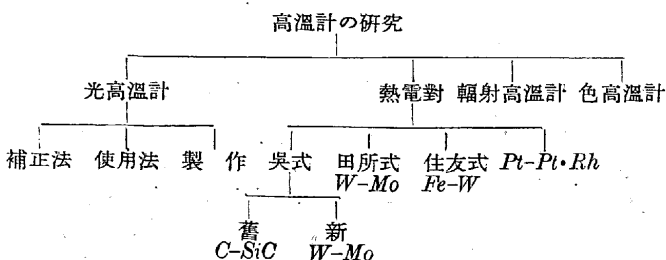 高溫計の硏究
光高溫計 熱電對 輻射高溫計 色高溫計
補正法 使用法 製作 吳式 田所式 住友式 Pt-Pt・Rh
W-Mo Fe-W
舊 新
C-SiC W-Mo